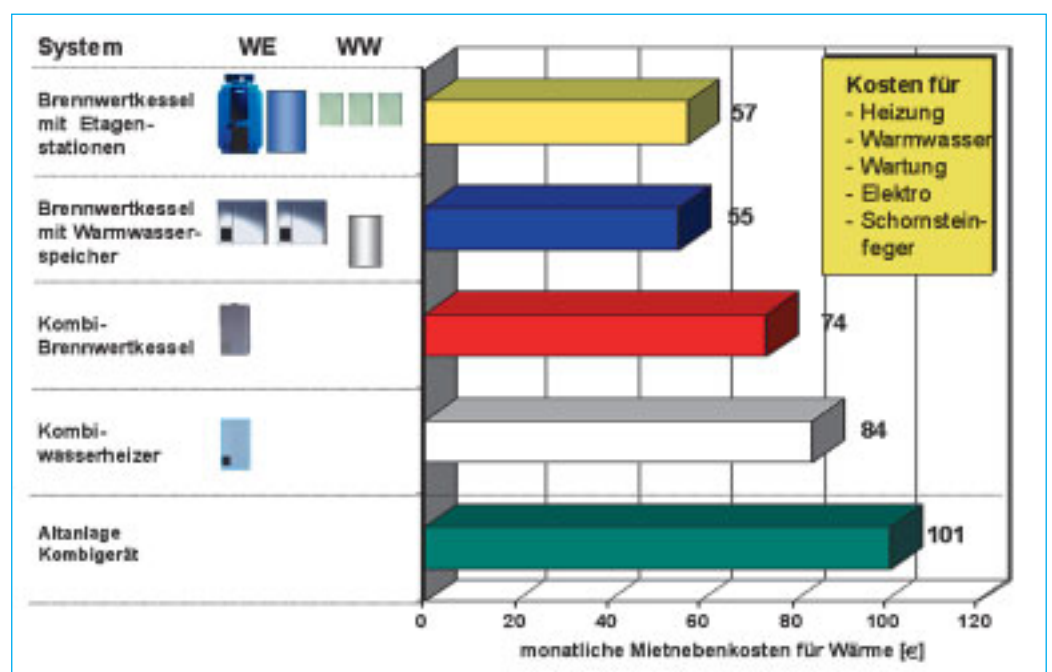 System WE WW
Brennwertkessel
mit Etagen-
stationen
57
Brennwertkessel
mit Warmwasser-
speicher
55
Kombi-
Brennwertkessel
74
Kombi-
wasserheizer
84
Altanlage
Kombigerät
101
Kosten für
- Heizung
- Warmwasser
- Wartung
- Elektro
- Schornstein-
feger
0 20 40 60 80 100 120
monatliche Mietnebenkosten für Wärme [€]